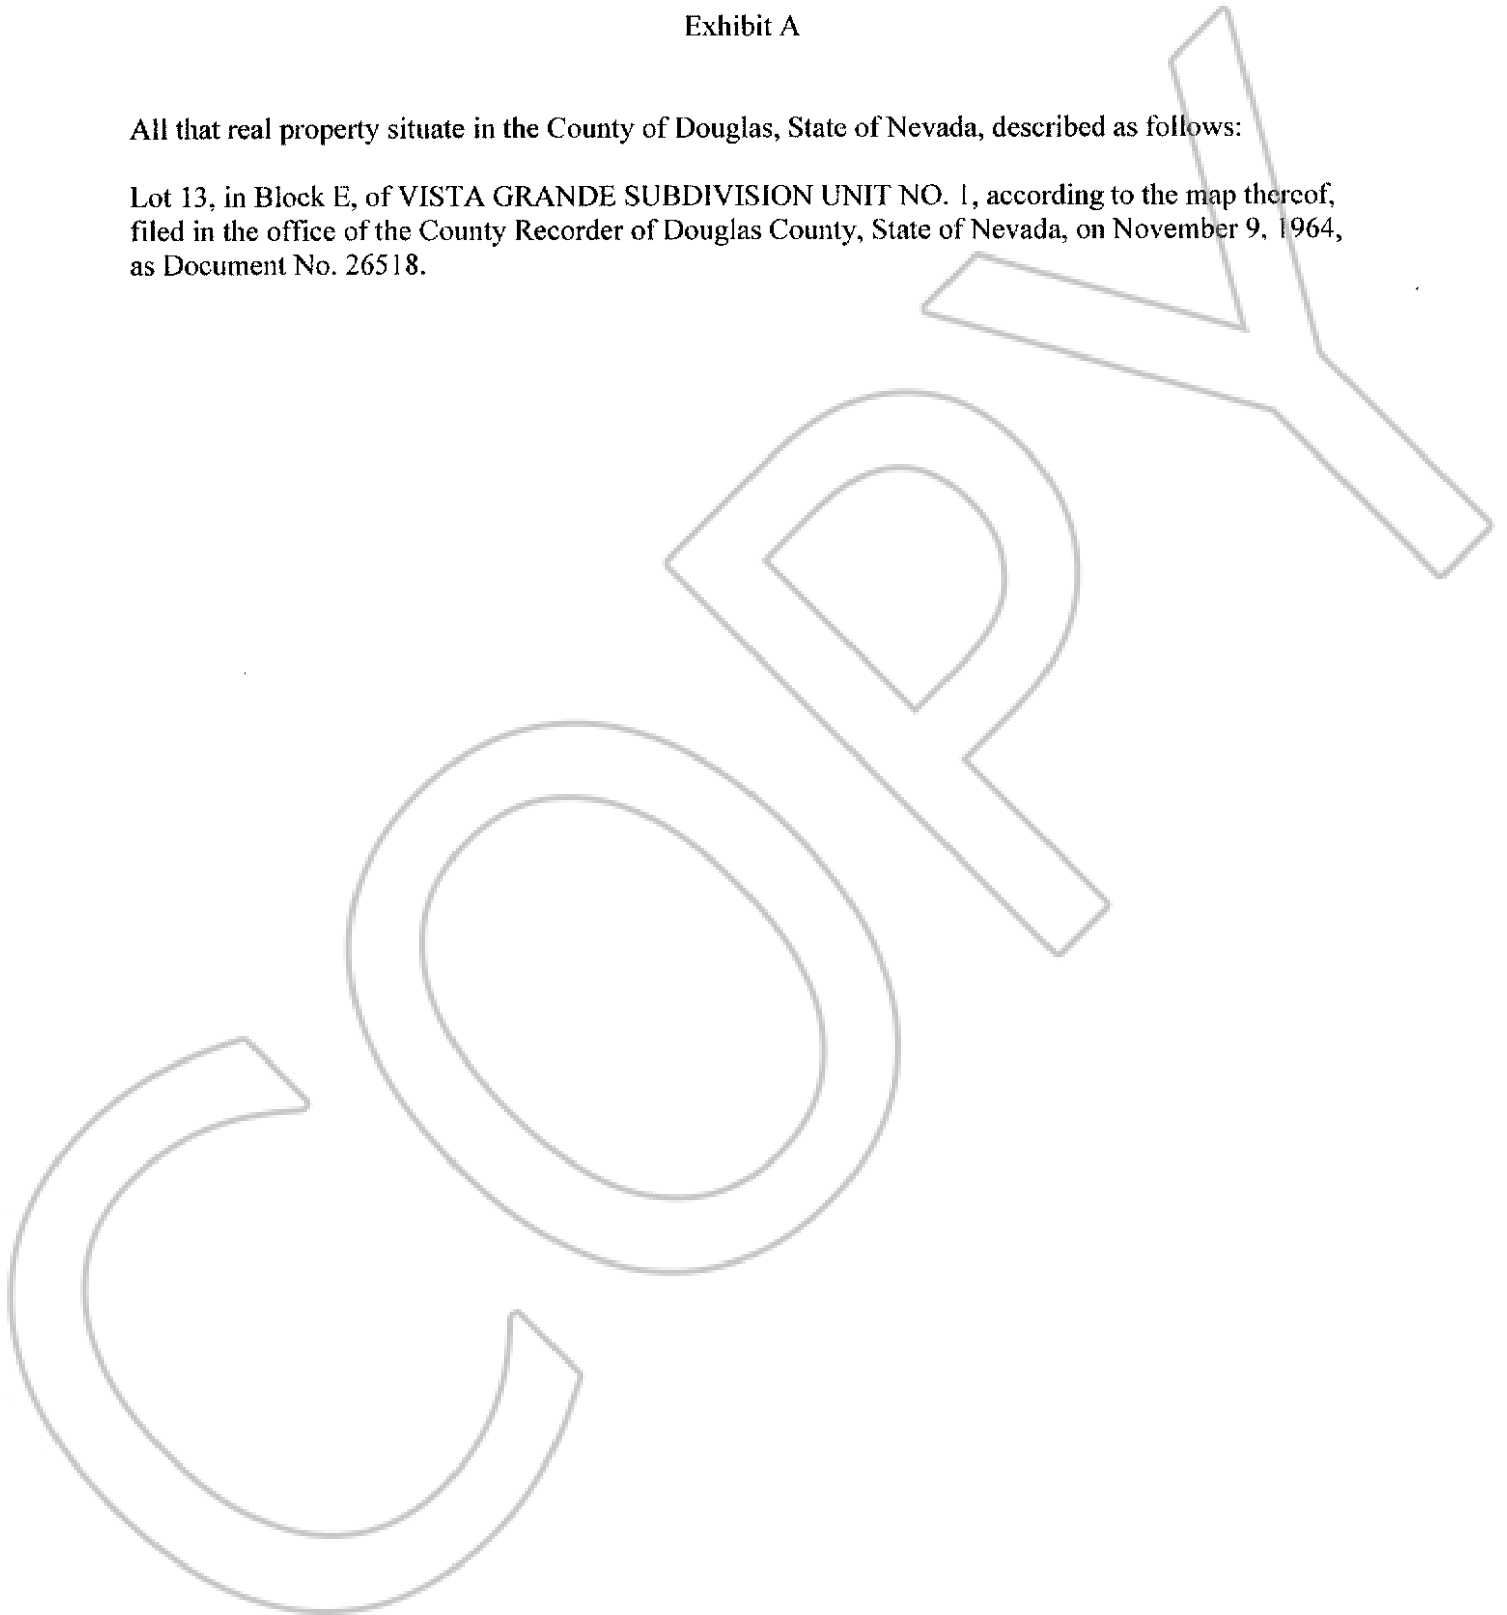 Exhibit A
All that real property situate in the County of Douglas, State of Nevada, described as follows:
Lot 13, in Block E, of VISTA GRANDE SUBDIVISION UNIT NO. 1, according to the map thereof,
filed in the office of the County Recorder of Douglas County, State of Nevada, on November 9, 1964,
as Document No. 26518.
COPY